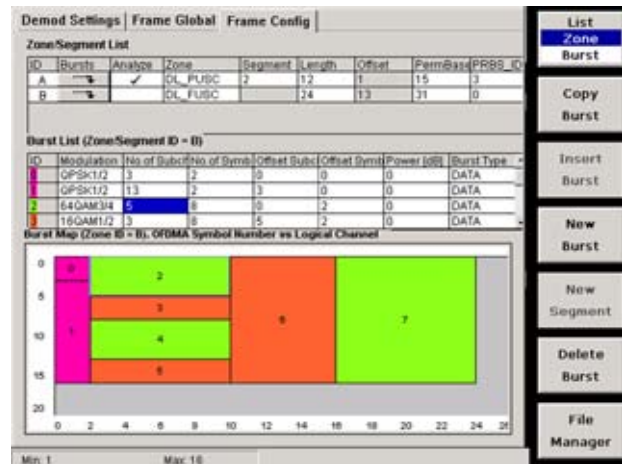 Demod Settings Frame Global Frame Config
Zone/Segment List
ID Bursts Analyze Zone Segment Length Offset PermBase PRBS_ID
A DL_PUSC 2 12 1 15 3
B DL_FUSC 24 13 31 0
Burst List (Zone/Segment ID = B)
ID Modulation No of Subcl No of Symb Offset Subc Offset Symb Power [dB] Burst Type
0 QPSK1/2 3 2 0 0 0 DATA
1 QPSK1/2 13 2 3 0 0 DATA
2 64QAM3/4 5 8 0 2 0 DATA
3 16QAM1/2 3 8 5 2 0 DATA
Burst Map (Zone ID = B). OFDMA Symbol Number vs Logical Channel
0
5
10
15
20
0 2 4 6 8 10 12 14 16 18 20 22 24 26
0
1
2
3
4
7
Min: 1 Max: 16
List
Zone
Burst
Copy
Burst
Insert
Burst
New
Burst
New
Segment
Delete
Burst
File
Manager